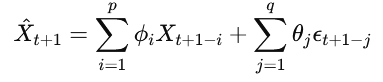 $\hat{X}_{t+1} = \sum_{i=1}^{p} \phi_i X_{t+1-i} + \sum_{j=1}^{q} \theta_j \epsilon_{t+1-j}$